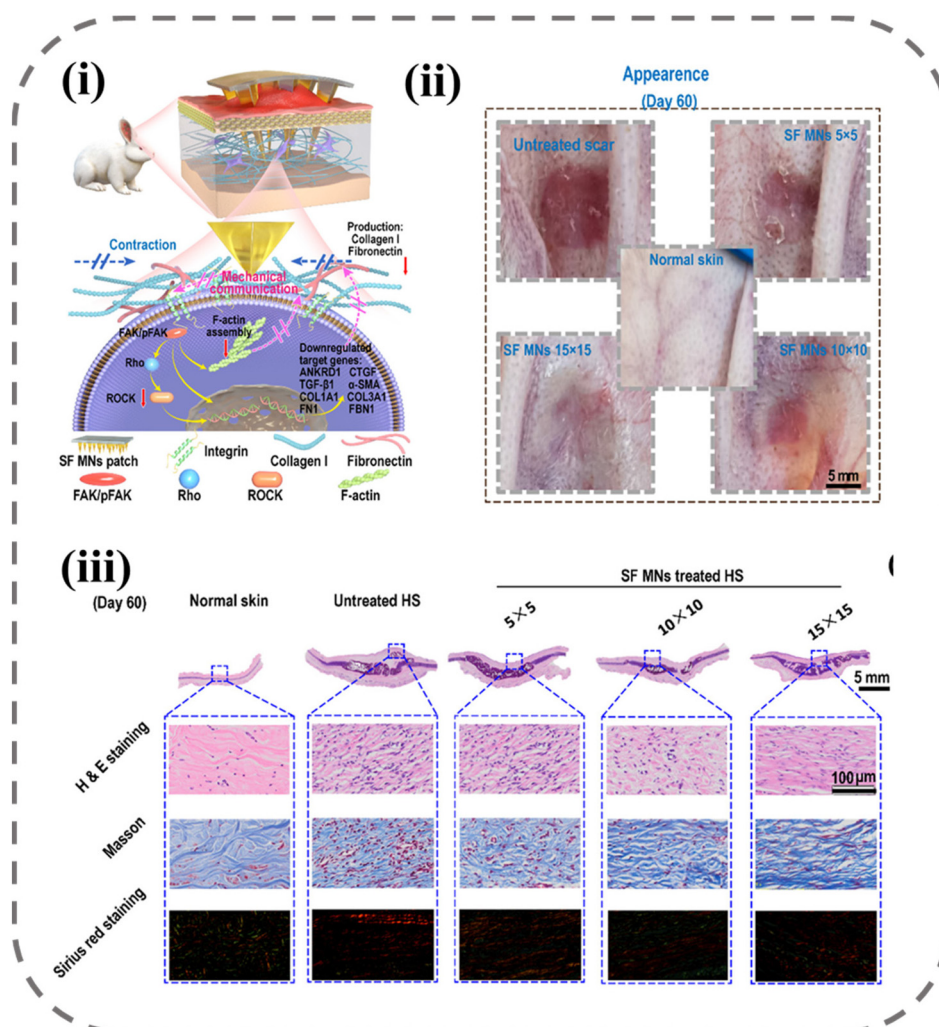 (i)
Contraction
Production:
Collagen I
Fibronectin
Mechanical
communication
FAK/pFAK
F-actin
assembly
Rho
ROCK
Downregulated
target genes:
ANKRD1 CTGF
TGF-β1 α-SMA
COL1A1 COL3A1
FN1 FBN1
SF MNs patch
Integrin
Collagen I
Fibronectin
FAK/pFAK
Rho
ROCK
F-actin
(ii)
Appearence
(Day 60)
Untreated scar
SF MNs 5×5
Normal skin
SF MNs 15×15
SF MNs 10×10
5 mm
(iii)
(Day 60)
Normal skin
Untreated HS
SF MNs treated HS
5×5
10×10
15×15
5 mm
H & E staining
100 μm
Masson
Sirius red staining